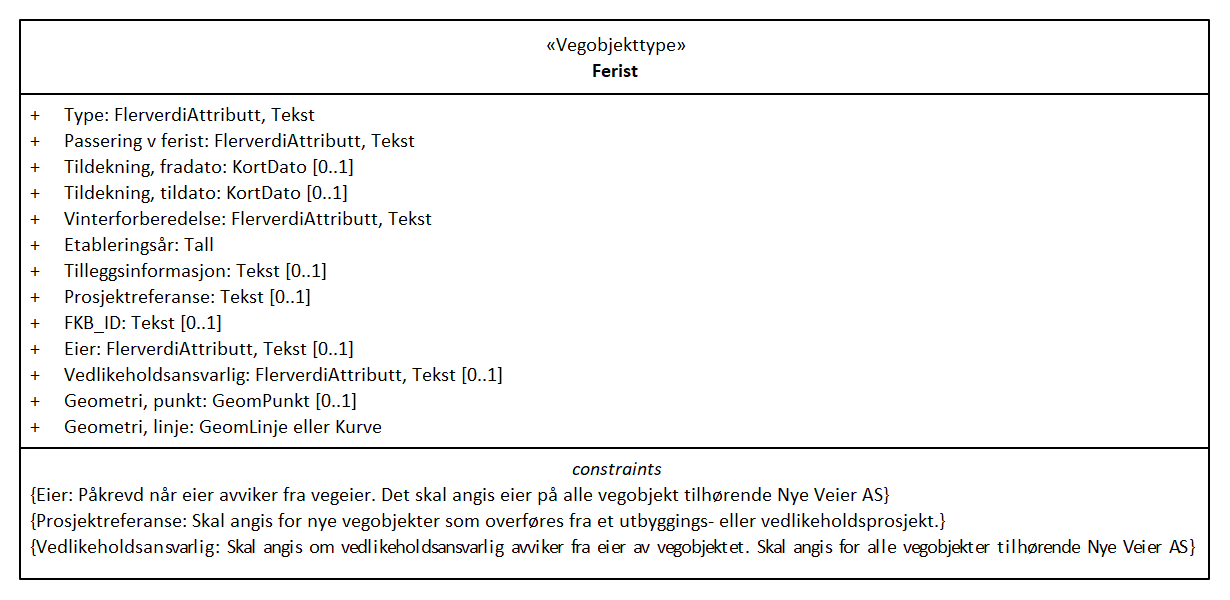 «Vegobjekttype»
Ferist
+ Type: FlerverdiAttributt, Tekst
+ Passering v ferist: FlerverdiAttributt, Tekst
+ Tildekning, fradato: KortDato [0..1]
+ Tildekning, tildato: KortDato [0..1]
+ Vinterforberedelse: FlerverdiAttributt, Tekst
+ Etableringsår: Tall
+ Tilleggsinformasjon: Tekst [0..1]
+ Prosjektreferanse: Tekst [0..1]
+ FKB_ID: Tekst [0..1]
+ Eier: FlerverdiAttributt, Tekst [0..1]
+ Vedlikeholdsansvarlig: FlerverdiAttributt, Tekst [0..1]
+ Geometri, punkt: GeomPunkt [0..1]
+ Geometri, linje: GeomLinje eller Kurve
constraints
{Eier: Påkrevd når eier avviker fra vegeier. Det skal angis eier på alle vegobjekt tilhørende Nye Veier AS}
{Prosjektreferanse: Skal angis for nye vegobjekter som overføres fra et utbyggings- eller vedlikeholdsprosjekt.}
{Vedlikeholdsansvarlig: Skal angis om vedlikeholdsansvarlig avviker fra eier av vegobjektet. Skal angis for alle vegobjekter tilhørende Nye Veier AS}